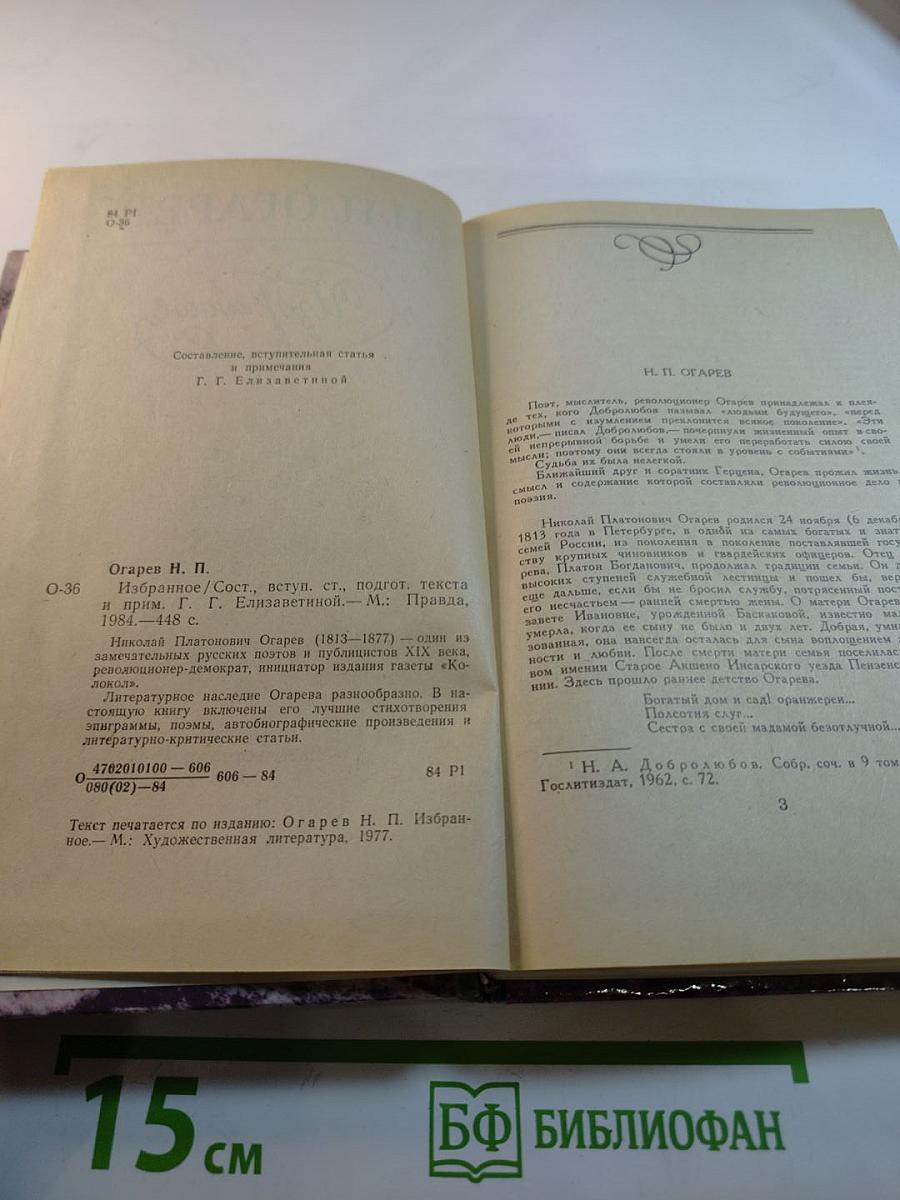 84 Р1
О-36
Составление, вступительная статья
и примечания
Г. Г. Елизаветиной
Огарев Н. П.
О-36 Избранное/Сост., вступ. ст., подгот. текста
и прим. Г. Г. Елизаветиной.— М.: Правда,
1984.—448 с.
Николай Платонович Огарев (1813—1877) — один из
замечательных русских поэтов и публицистов XIX века,
революционер-демократ, инициатор издания газеты «Ко-
локол».
Литературное наследие Огарева разнообразно. В на-
стоящую книгу включены его лучшие стихотворения
эпиграммы, поэмы, автобиографические произведения и
литературно-критические статьи.
О 4702010100 — 606
080(02)—84
606 — 84
84 Р1
Текст печатается по изданию: Огарев Н. П. Избран-
ное.— М.: Художественная литература, 1977.
Н. П. ОГАРЕВ
Поэт, мыслитель, революционер Огарев принадлежал к плея-
де тех, кого Добролюбов называл «людьми будущего», «перед
которыми с изумлением преклонится всякое поколение». «Эти
люди,— писал Добролюбов,— почерпнули жизненный опыт в сво-
ей непрерывной борьбе и умели его переработать силою своей
мысли; поэтому они всегда стояли в уровень с событиями»¹.
Судьба их была нелегкой.
Ближайший друг и соратник Герцена, Огарев прожил жизнь,
смысл и содержание которой составляли революционное дело и
поэзия.
Николай Платонович Огарев родился 24 ноября (6 декаб
1813 года в Петербурге, в одной из самых богатых и знат
семей России, из поколения в поколение поставлявшей госу
ству крупных чиновников и гвардейских офицеров. Отец
рева, Платон Богданович, продолжал традиции семьи. Он д
высоких ступеней служебной лестницы и пошел бы, вер
еще дальше, если бы не бросил службу, потрясенный пост
его несчастьем — ранней смертью жены. О матери Огарев
завете Ивановне, урожденной Баскаковой, известно мал
умерла, когда ее сыну не было и двух лет. Добрая, умна
зованная, она навсегда осталась для сына воплощением
ности и любви. После смерти матери семья поселилас
вом имении Старое Акшено Инсарского уезда Пензенс
нии. Здесь прошло раннее детство Огарева.
Богатый дом и сад! оранжереи...
Полсотня слуг...
Сестра с своей мадамой безотлучной...
¹ Н. А. Добролюбов. Собр. соч. в 9 том
Гослитиздат, 1962, с. 72.
3
15 см
БФ БИБЛИОФАН